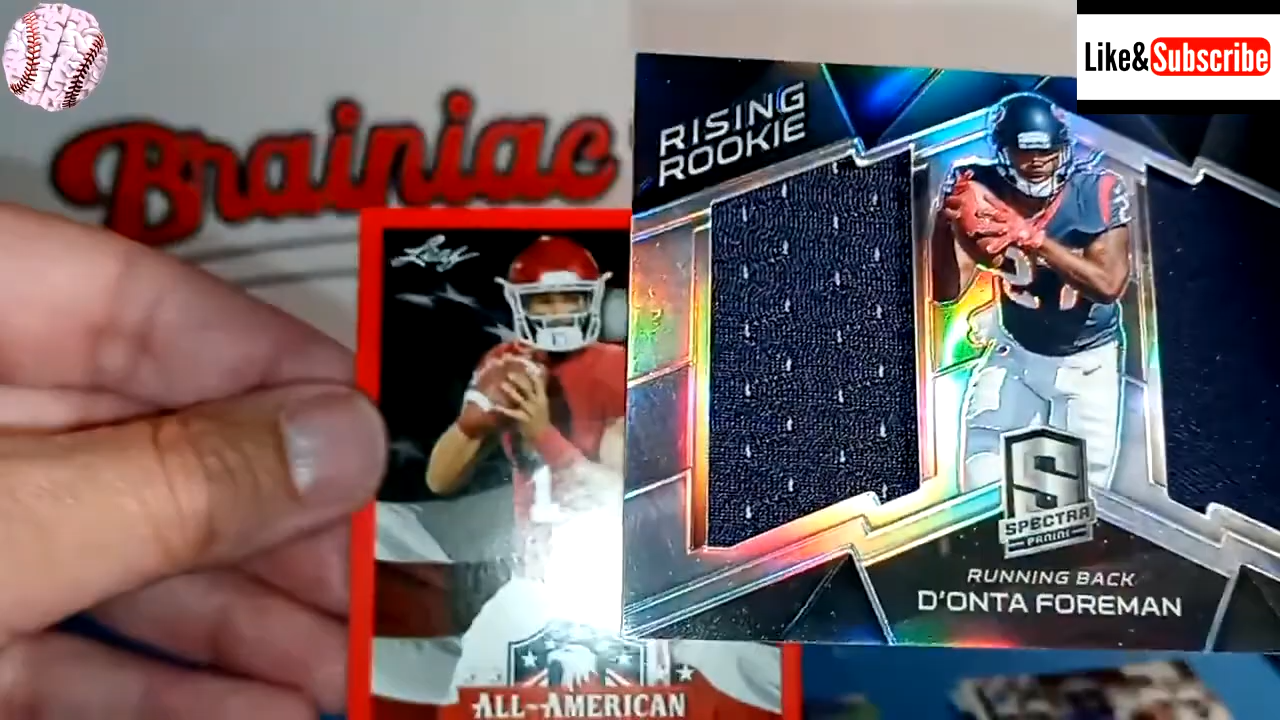 Like&Subscribe
Brainiac
RISING
ROOKIE
Leaf
SPECTRA
PANINI
RUNNING BACK
D'ONTA FOREMAN
ALL-AMERICAN